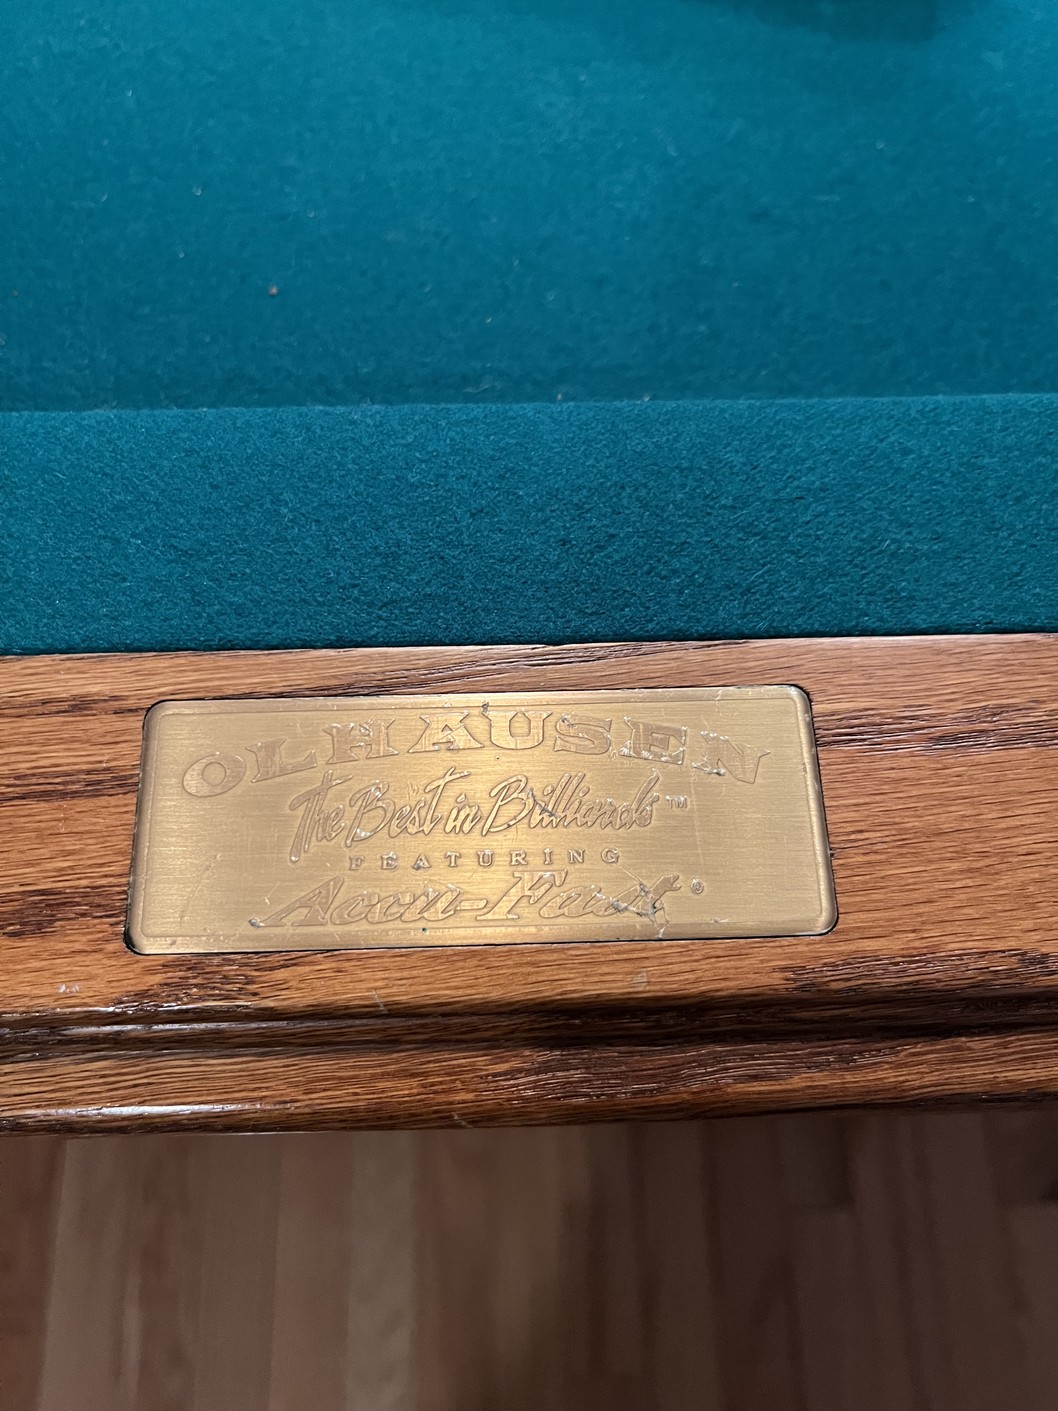 OLHAUSEN
The Best in Billiards™
FEATURING
Accu-Fast®